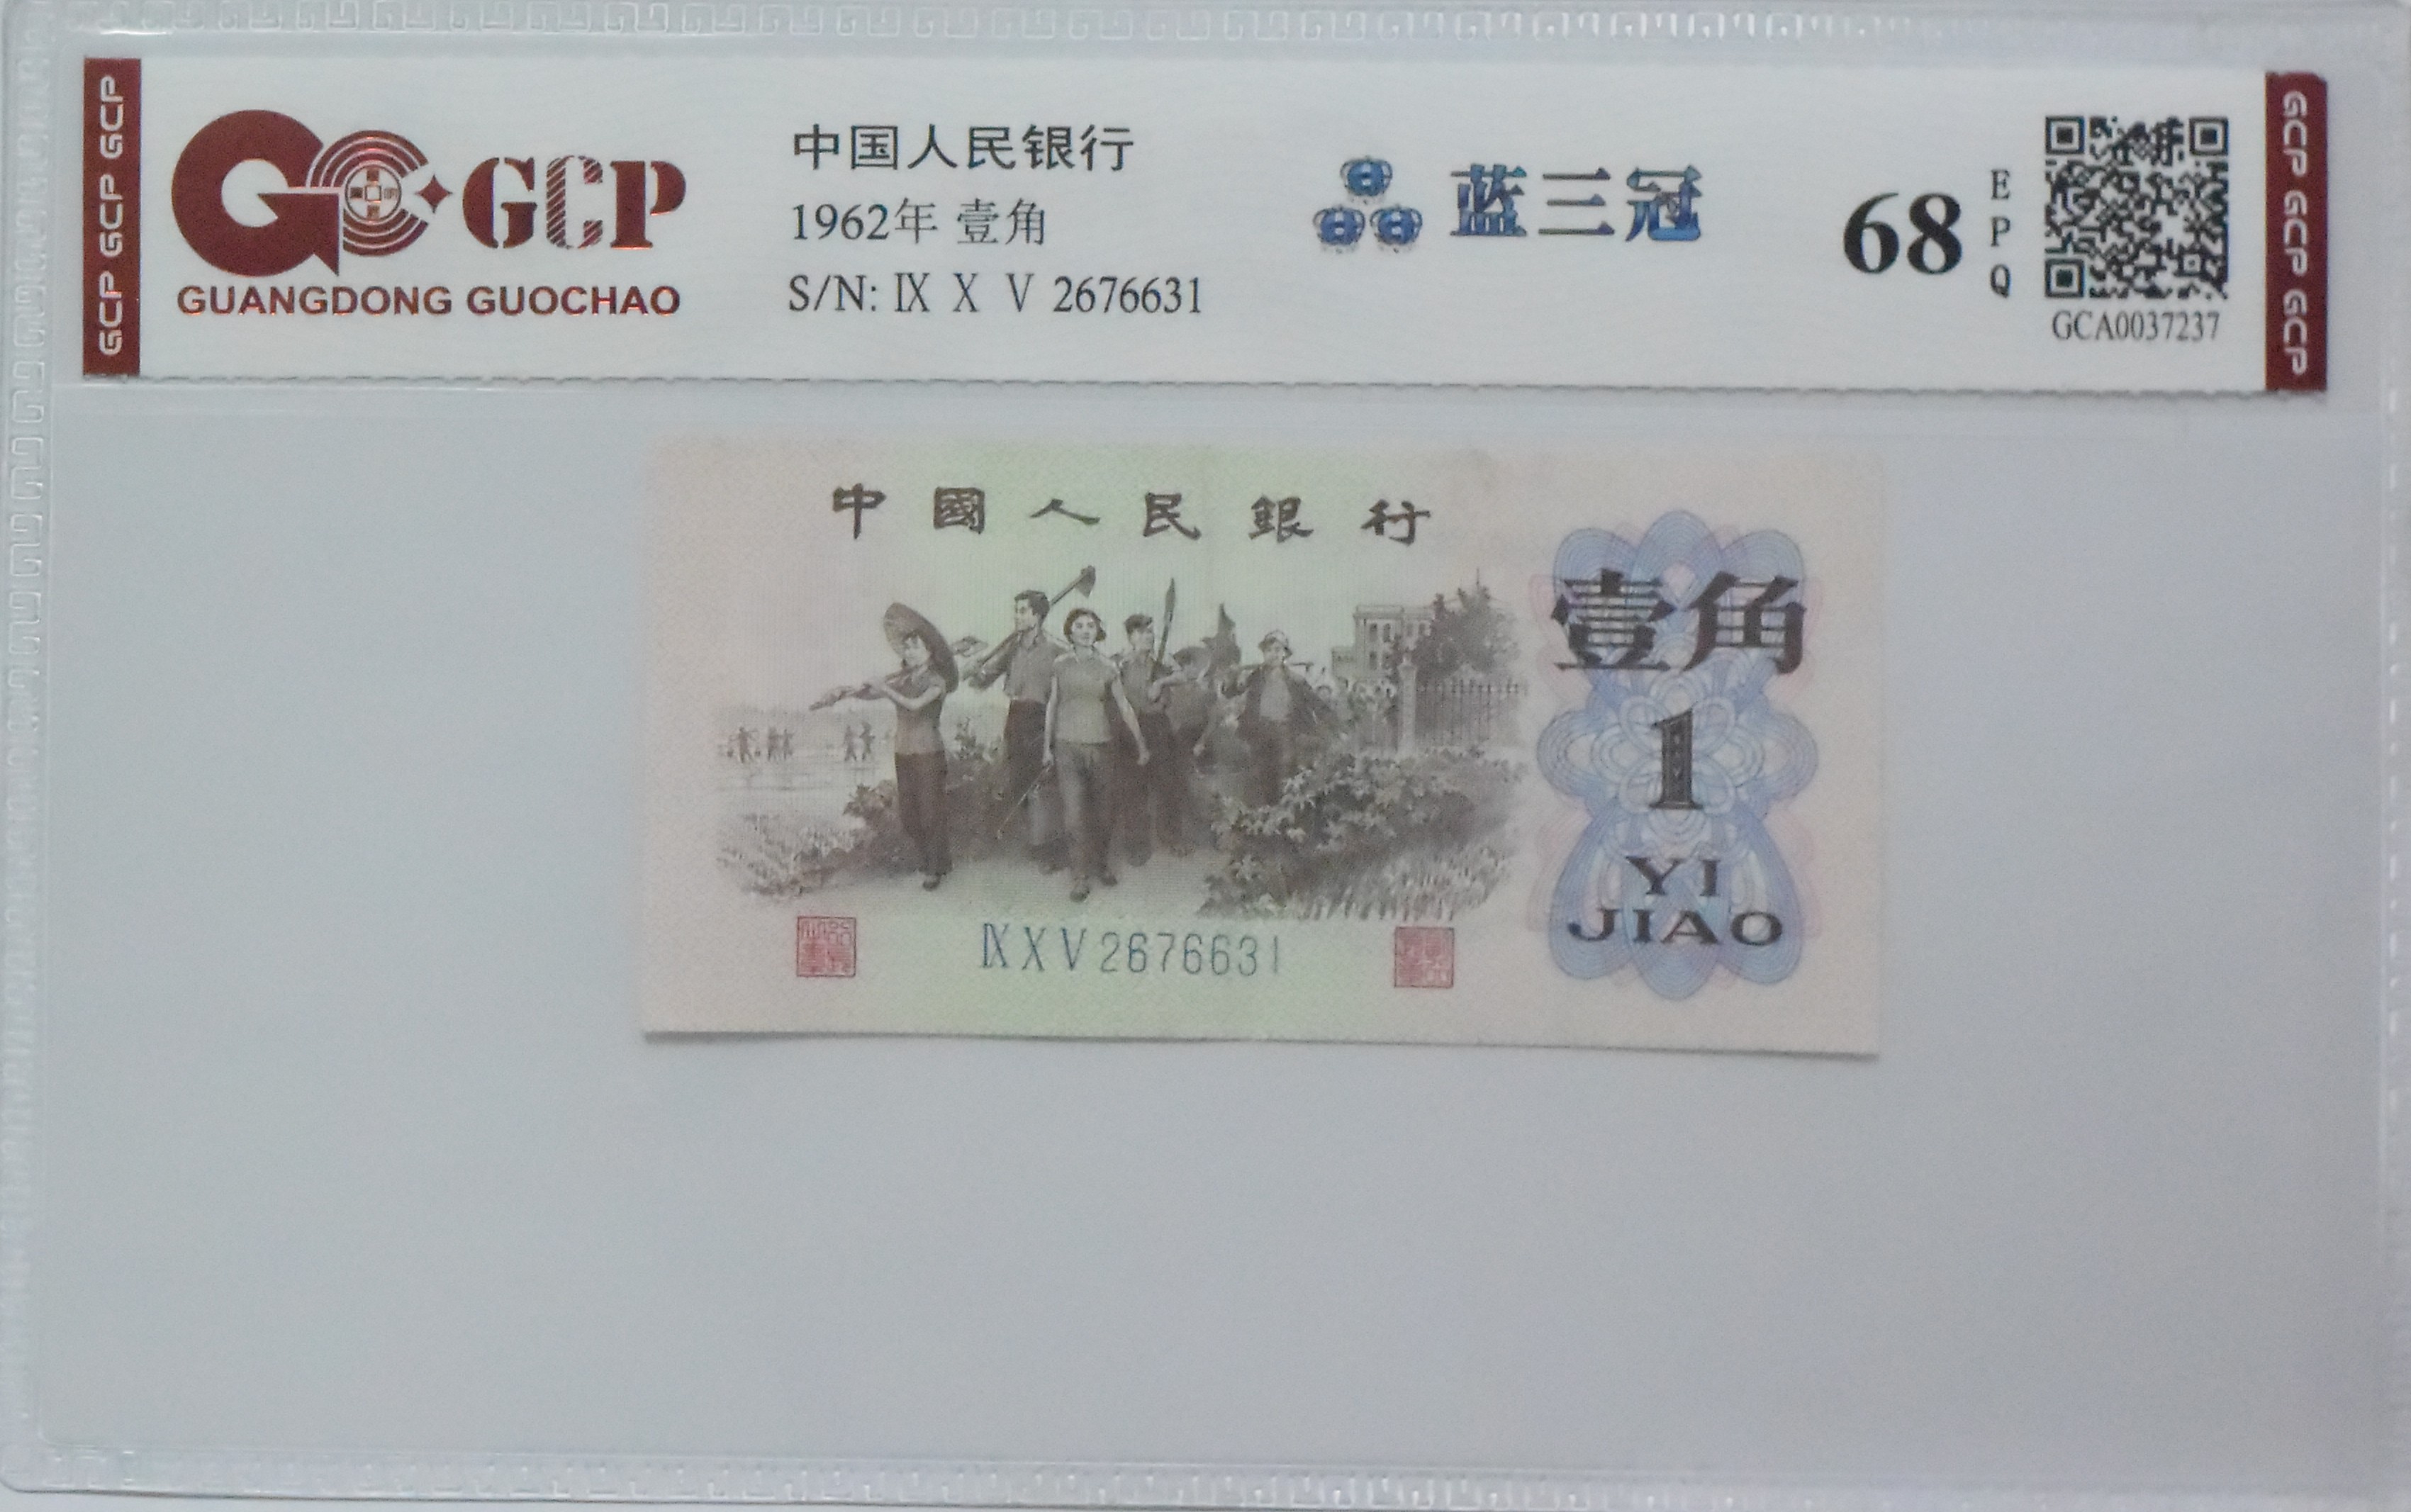 GCP GCP GCP
GCP
GUANGDONG GUOCHAO
中国人民银行
1962年 壹角
S/N: Ⅸ Ⅹ Ⅴ 2676631
蓝三冠
68
EPQ
GCA0037237
GCP GCP GCP
中國人民銀行
壹角
1
YI
JIAO
ⅨⅩⅤ2676631